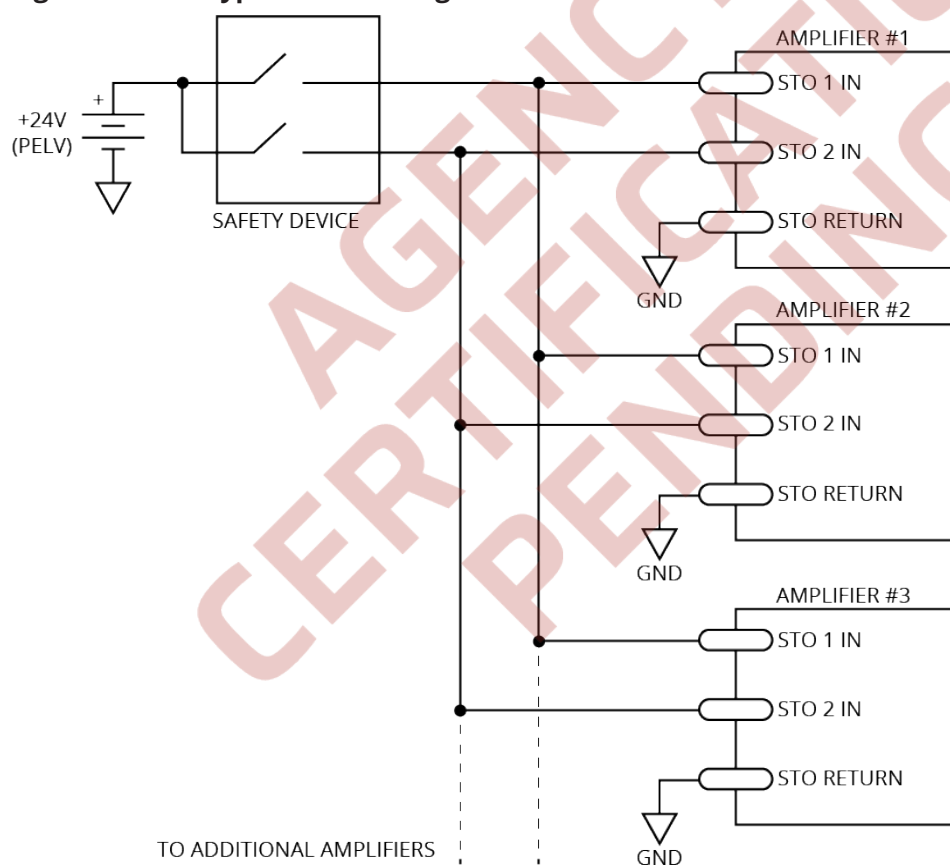 +24V
(PELV)
+
SAFETY DEVICE
AMPLIFIER #1
STO 1 IN
STO 2 IN
STO RETURN
GND
AMPLIFIER #2
STO 1 IN
STO 2 IN
STO RETURN
GND
AMPLIFIER #3
STO 1 IN
STO 2 IN
STO RETURN
GND
TO ADDITIONAL AMPLIFIERS
CERTIFICATION
PENDING